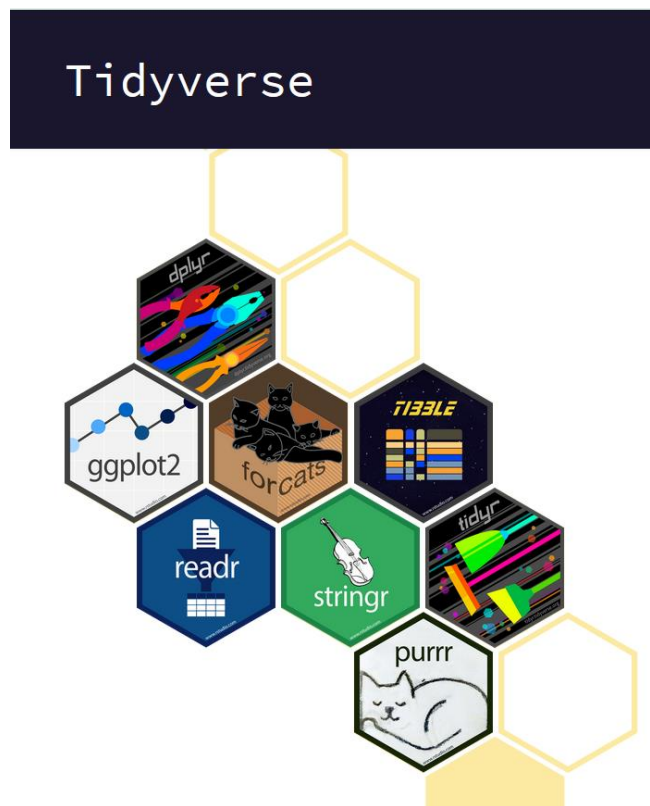 Tidyverse
dplyr
ggplot2
forcats
TIBBLE
readr
stringr
tidyr
purrr